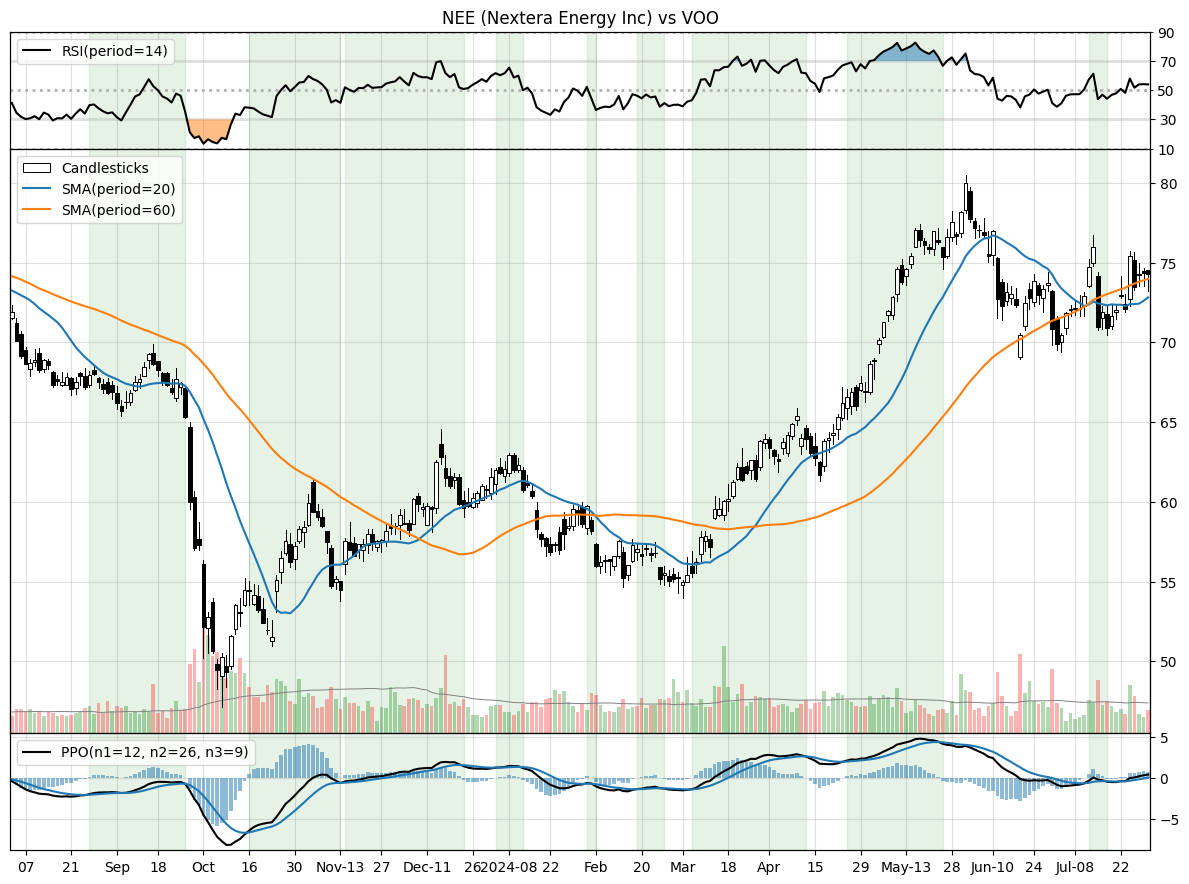 NEE (Nextera Energy Inc) vs VOO
RSI(period=14)
90
70
50
30
10
Candlesticks
SMA(period=20)
SMA(period=60)
80
75
70
65
60
55
50
PPO(n1=12, n2=26, n3=9)
5
0
−5
07 21 Sep 18 Oct 16 30 Nov-13 27 Dec-11 26 2024-08 22 Feb 20 Mar 18 Apr 15 29 May-13 28 Jun-10 24 Jul-08 22